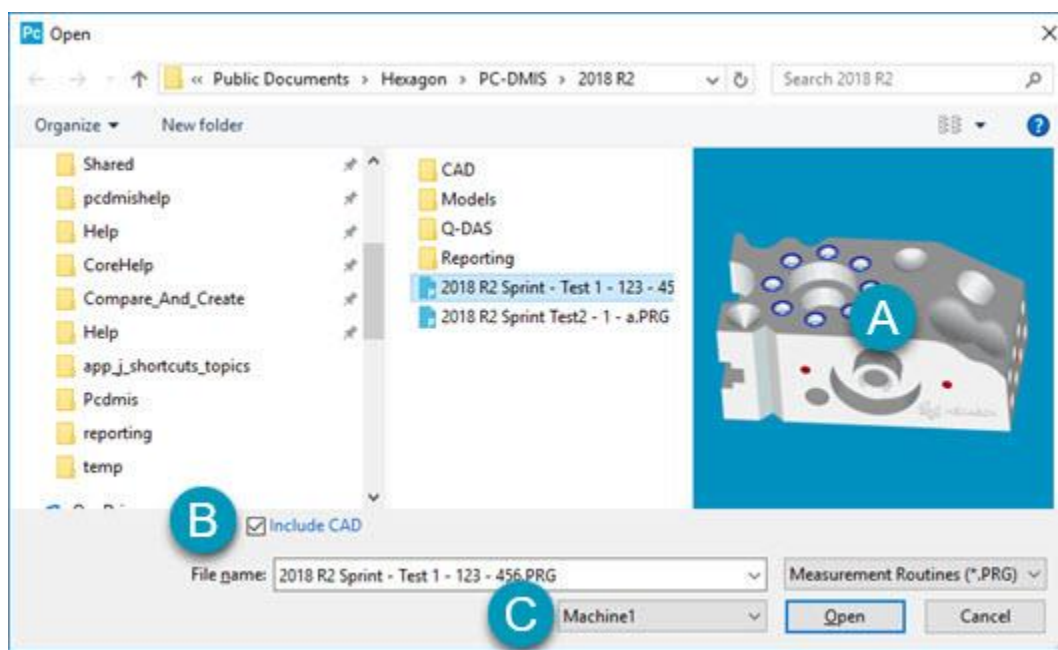 Pc Open
« Public Documents > Hexagon > PC-DMIS > 2018 R2
Search 2018 R2
Organize
New folder
Shared
pcdmishelp
Help
CoreHelp
Compare_And_Create
Help
app_j_shortcuts_topics
Pcdmis
reporting
temp
CAD
Models
Q-DAS
Reporting
2018 R2 Sprint - Test 1 - 123 - 45
2018 R2 Sprint Test2 - 1 - a.PRG
A
B
Include CAD
File name: 2018 R2 Sprint - Test 1 - 123 - 456.PRG
Measurement Routines (*.PRG)
C
Machine1
Open
Cancel